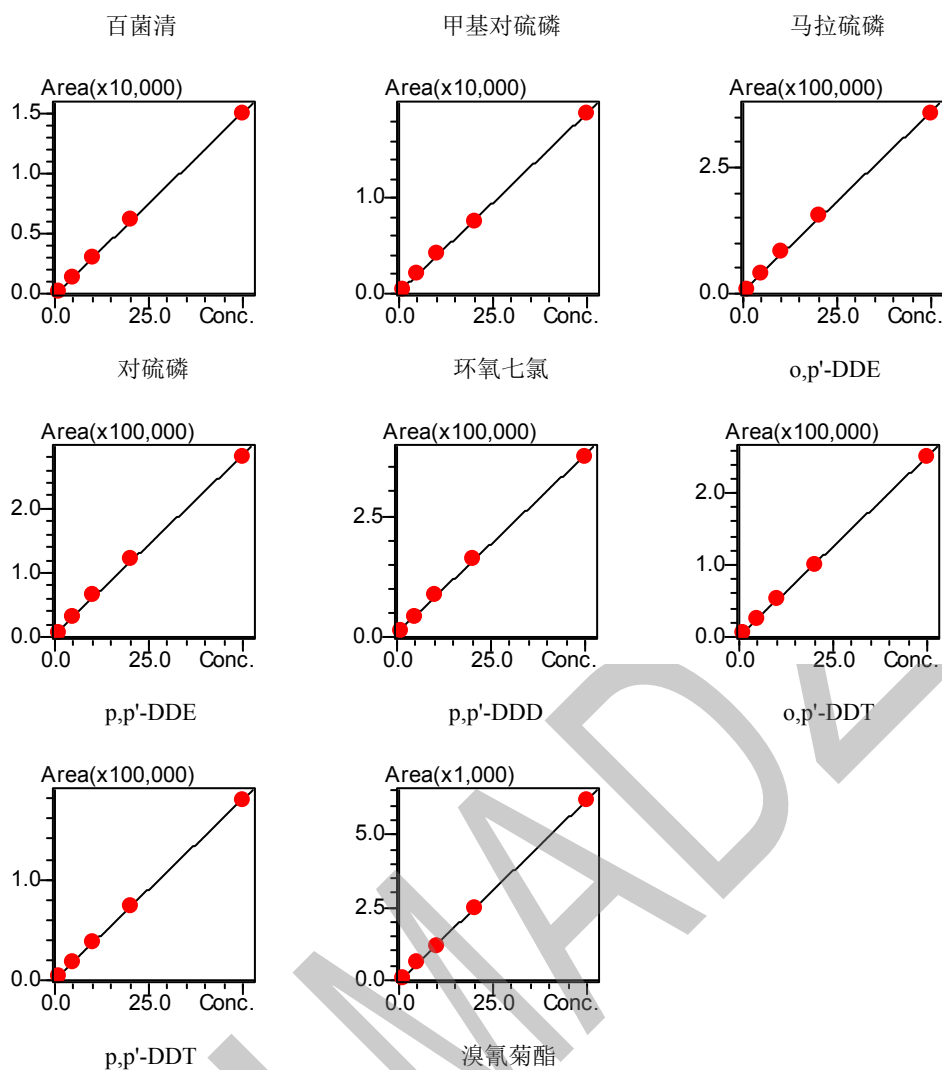 百菌清 甲基对硫磷 马拉硫磷
Area(x10,000) Area(x10,000) Area(x100,000)
1.5
1.0
0.5
0.0
0.0 25.0 Conc.
1.0
0.0
0.0 25.0 Conc.
2.5
0.0
0.0 25.0 Conc.
对硫磷 环氧七氯 o,p'-DDE
Area(x100,000) Area(x100,000) Area(x100,000)
2.0
1.0
0.0
0.0 25.0 Conc.
2.5
0.0
0.0 25.0 Conc.
2.0
1.0
0.0
0.0 25.0 Conc.
p,p'-DDE p,p'-DDD o,p'-DDT
Area(x100,000) Area(x1,000)
1.0
0.0
0.0 25.0 Conc.
5.0
2.5
0.0
0.0 25.0 Conc.
p,p'-DDT 溴氰菊酯